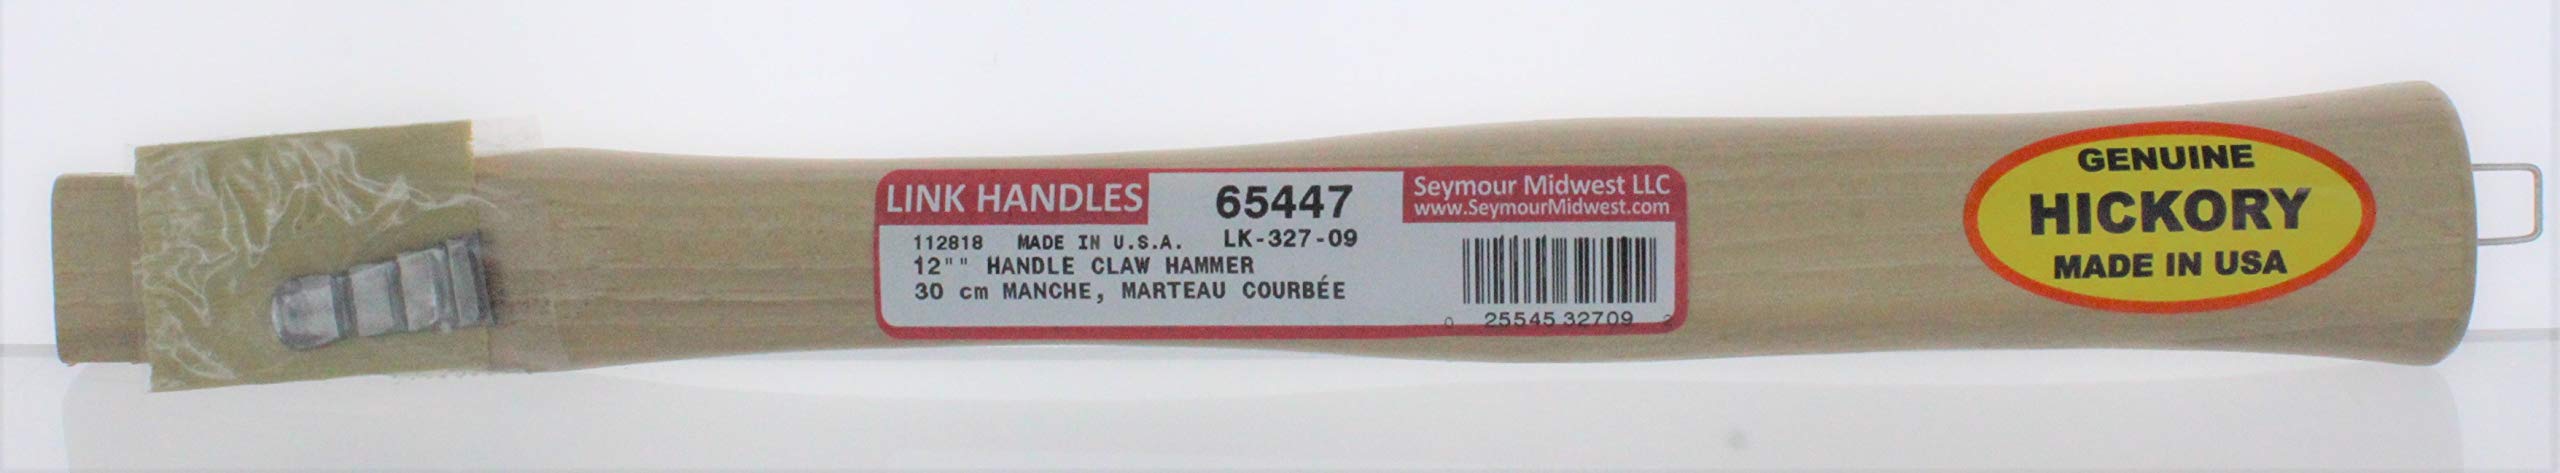 LINK HANDLES
65447
Seymour Midwest LLC
www.SeymourMidwest.com
112818 MADE IN U.S.A. LK-327-09
12"" HANDLE CLAW HAMMER
30 cm MANCHE, MARTEAU COURBÉE
0 25545 32709 2
GENUINE
HICKORY
MADE IN USA